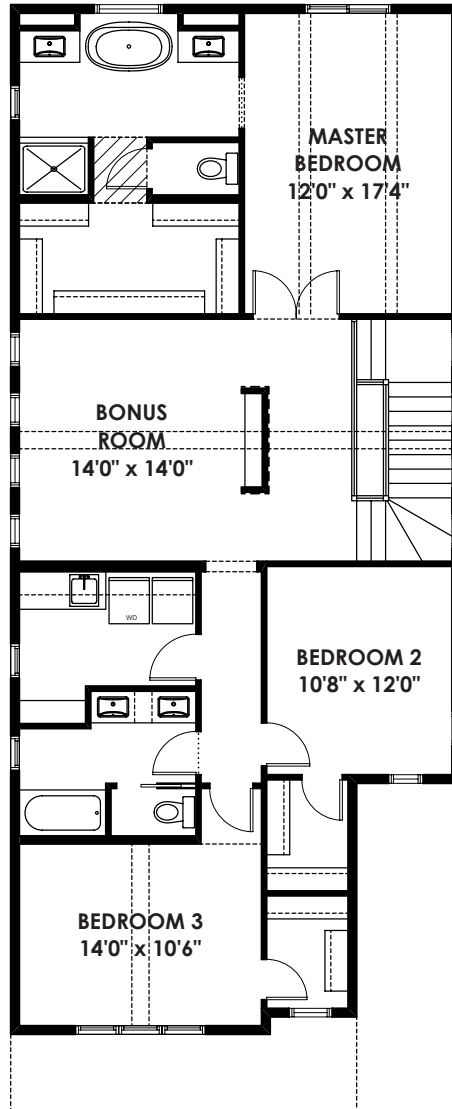 MASTER
BEDROOM
12'0" x 17'4"
BONUS
ROOM
14'0" x 14'0"
WD
BEDROOM 2
10'8" x 12'0"
BEDROOM 3
14'0" x 10'6"